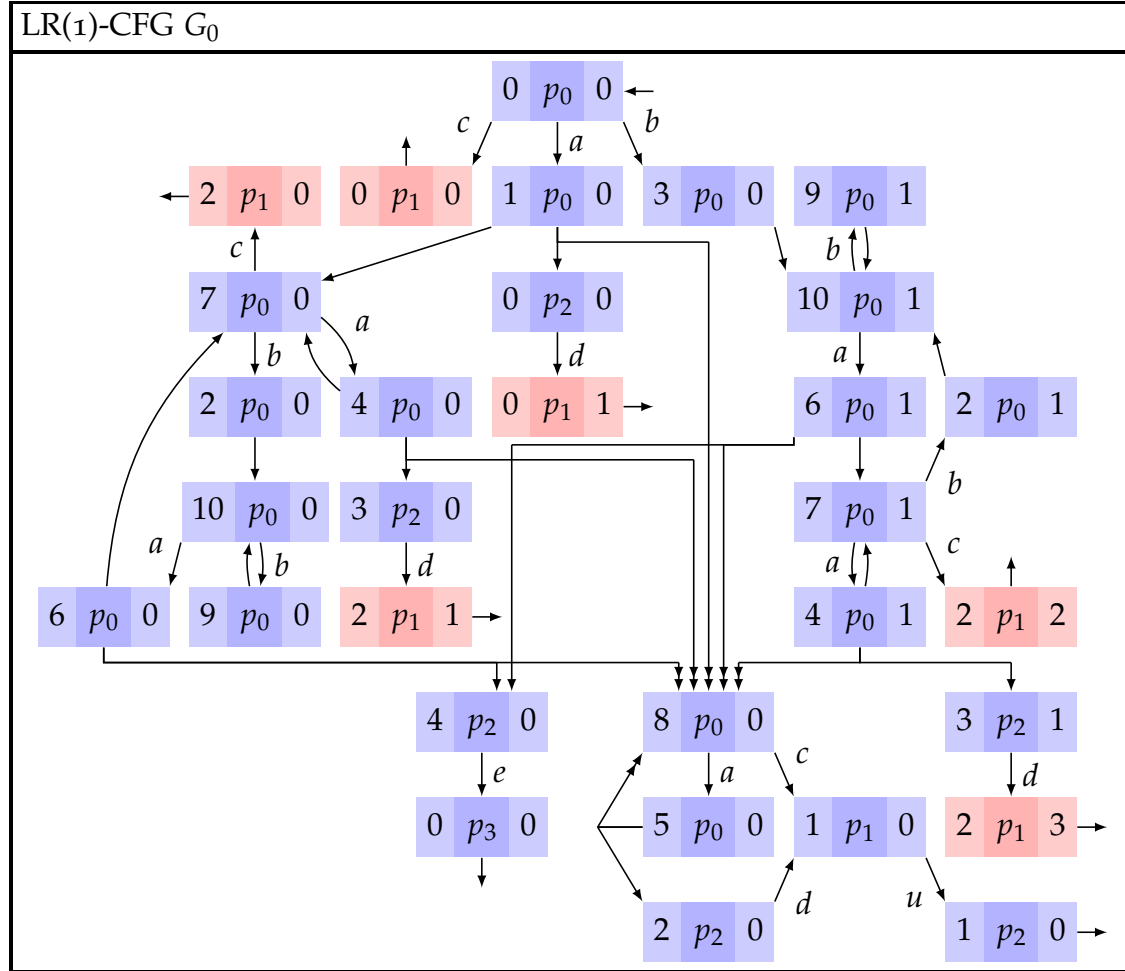 LR(1)-CFG G₀
0 p₀ 0
c a b
2 p₁ 0 0 p₁ 0 1 p₀ 0 3 p₀ 0 9 p₀ 1
c b
7 p₀ 0 0 p₂ 0 10 p₀ 1
a
b d a
2 p₀ 0 4 p₀ 0 0 p₁ 1 6 p₀ 1 2 p₀ 1
b
10 p₀ 0 3 p₂ 0 7 p₀ 1
a b d a c
6 p₀ 0 9 p₀ 0 2 p₁ 1 4 p₀ 1 2 p₁ 2
4 p₂ 0 8 p₀ 0 3 p₂ 1
e a c d
0 p₃ 0 5 p₀ 0 1 p₁ 0 2 p₁ 3
d u
2 p₂ 0 1 p₂ 0